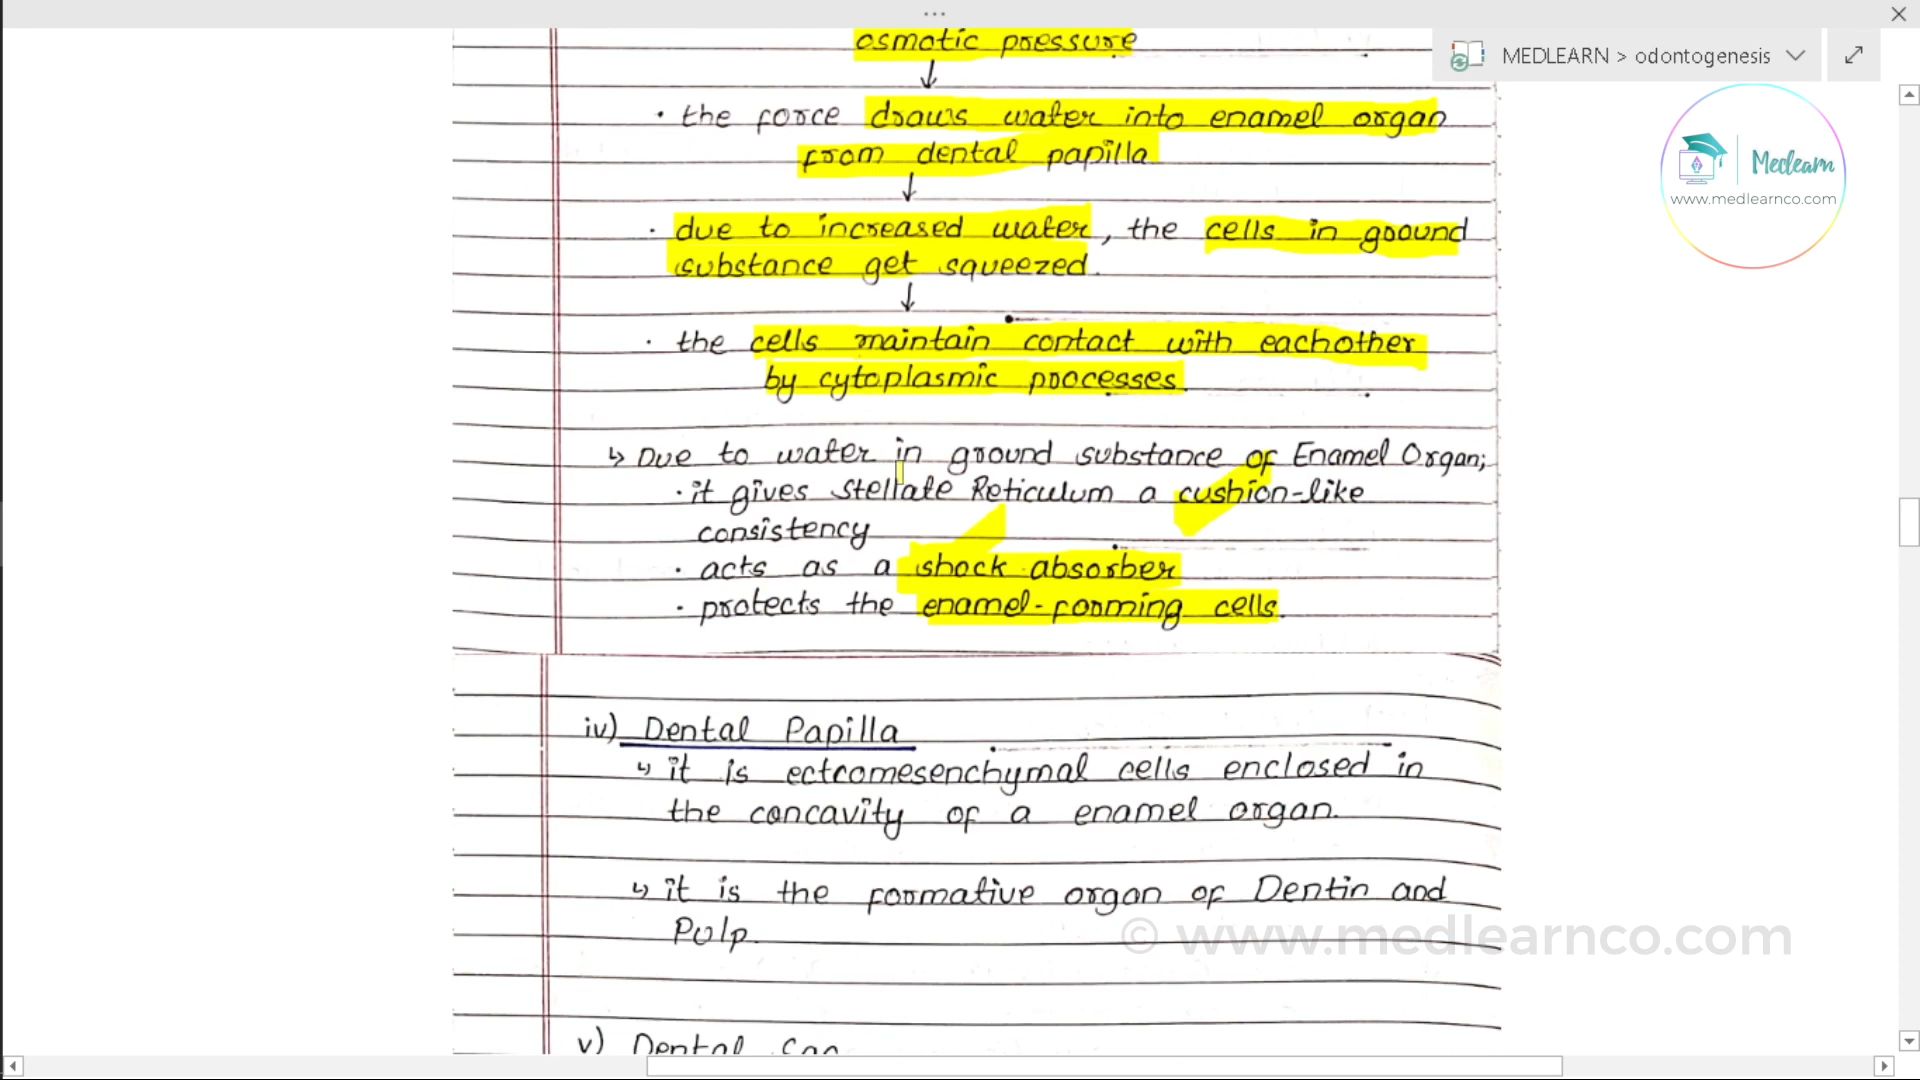 ...
MEDLEARN > odontogenesis
Medlearn
www.medlearnco.com
osmotic pressure
↓
· the force draws water into enamel organ
from dental papilla
↓
· due to increased water, the cells in ground
substance get squeezed.
↓
· the cells maintain contact with eachother
by cytoplasmic processes.
↳ Due to water in ground substance of Enamel Organ;
· it gives Stellate Reticulum a cushion-like
consistency
· acts as a shock absorber
· protects the enamel-forming cells.
iv) Dental Papilla
↳ it is ectomesenchymal cells enclosed in
the concavity of a enamel organ.
↳ it is the formative organ of Dentin and
Pulp.
© www.medlearnco.com
v) Dental Sac